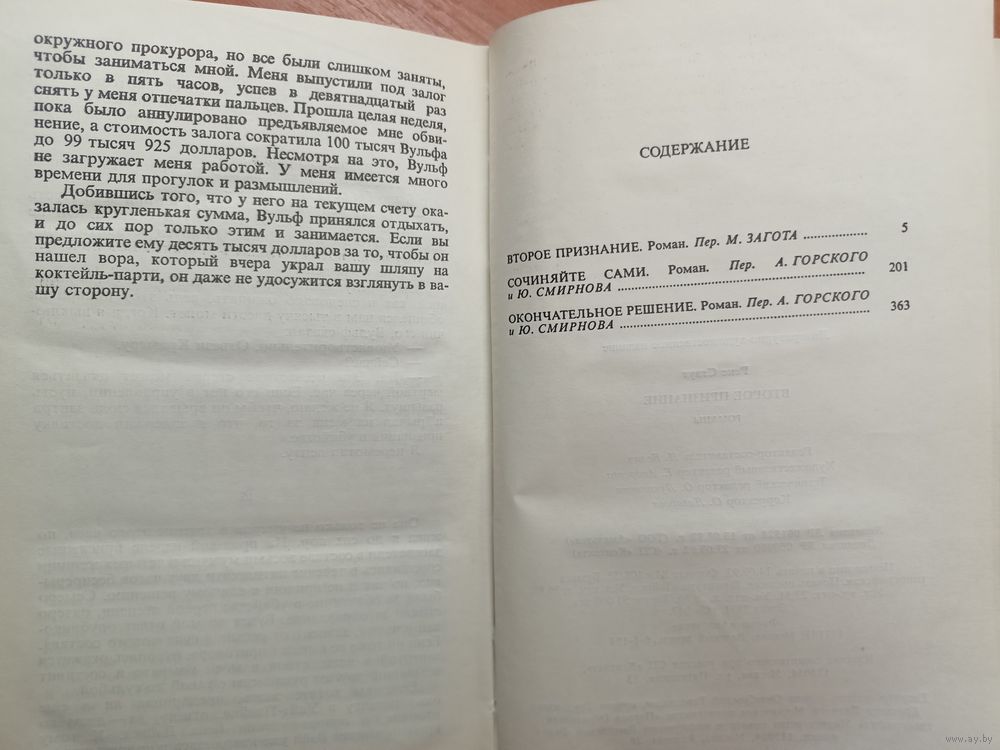 окружного прокурора, но все были слишком заняты,
чтобы заниматься мной. Меня выпустили под залог
только в пять часов, успев в девятнадцатый раз
снять у меня отпечатки пальцев. Прошла целая неделя,
пока было аннулировано предъявляемое мне обви-
нение, а стоимость залога сократила 100 тысяч Вульфа
до 99 тысяч 925 долларов. Несмотря на это, Вульф
не загружает меня работой. У меня имеется много
времени для прогулок и размышлений.
Добившись того, что у него на текущем счету ока-
залась кругленькая сумма, Вульф принялся отдыхать,
и до сих пор только этим и занимается. Если вы
предложите ему десять тысяч долларов за то, чтобы он
нашел вора, который вчера украл вашу шляпу на
коктейль-парти, он даже не удосужится взглянуть в ва-
шу сторону.
СОДЕРЖАНИЕ
ВТОРОЕ ПРИЗНАНИЕ. Роман. Пер. М. ЗАГОТА ............... 5
СОЧИНЯЙТЕ САМИ. Роман. Пер. А. ГОРСКОГО
и Ю. СМИРНОВА ............................................... 201
ОКОНЧАТЕЛЬНОЕ РЕШЕНИЕ. Роман. Пер. А. ГОРСКОГО
и Ю. СМИРНОВА ............................................... 363
www.ay.by